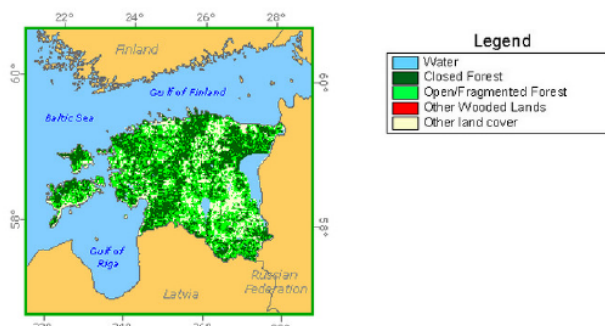 22° 24° 26° 28°
Finland
60°
60°
Gulf of Finland
Baltic Sea
58°
58°
Gulf of
Riga
Latvia
Russian
Federation
Legend
Water
Closed Forest
Open/Fragmented Forest
Other Wooded Lands
Other land cover